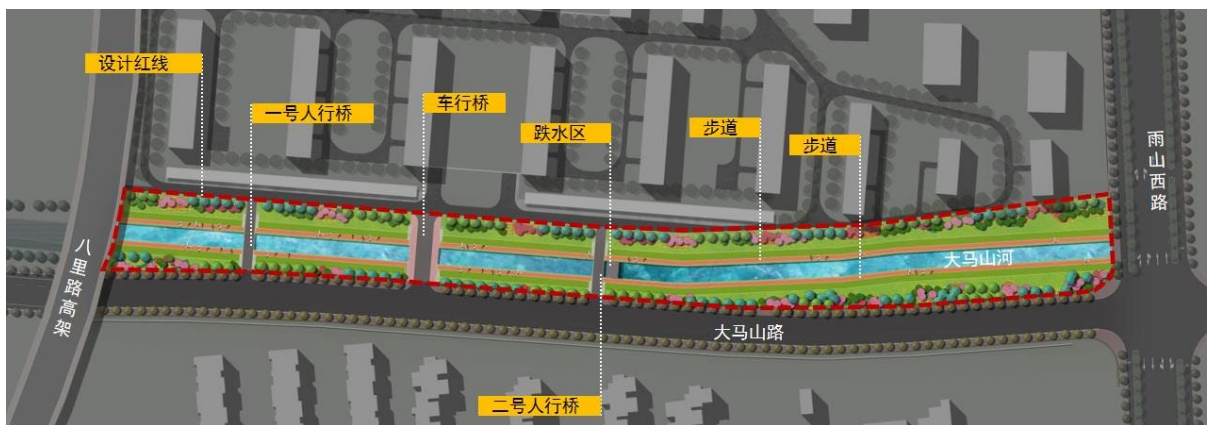 设计红线
一号人行桥
车行桥
跌水区
步道
步道
雨山西路
八里路高架
大马山河
大马山路
二号人行桥